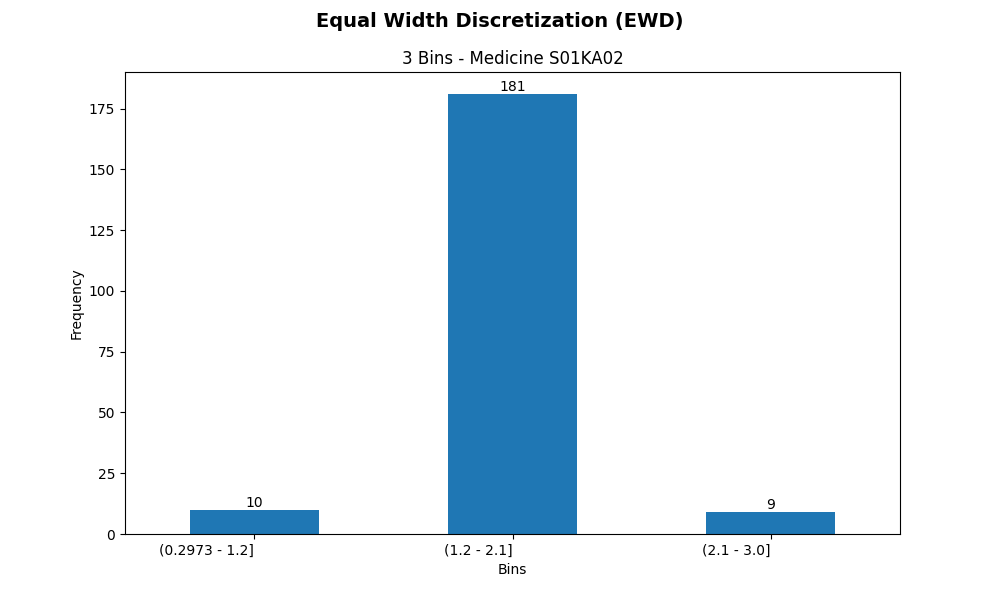 Equal Width Discretization (EWD)
3 Bins - Medicine S01KA02
181
175
150
125
100
75
50
25
0
Frequency
10
9
(0.2973 - 1.2]
(1.2 - 2.1]
(2.1 - 3.0]
Bins